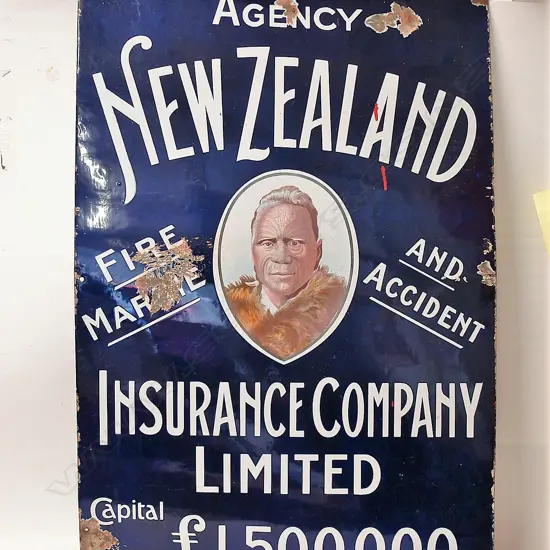 AGENCY
NEW ZEALAND
FIRE
MARINE
AND
ACCIDENT
INSURANCE COMPANY
LIMITED
Capital
£1,500,000